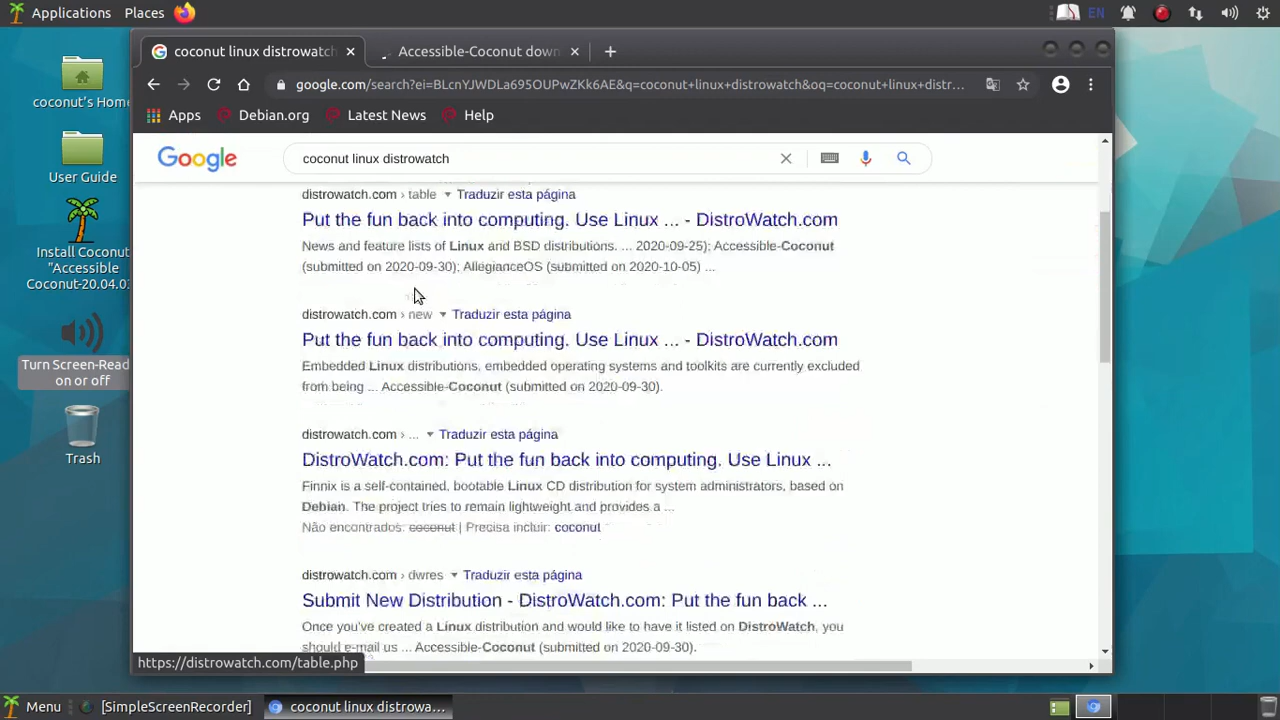 Applications Places EN
coconut linux distrowatch Accessible-Coconut down
google.com/search?ei=BLcnYJWDLa695OUPwZKk6AE&q=coconut+linux+distrowatch&oq=coconut+linux+distr...
Apps Debian.org Latest News Help
Google coconut linux distrowatch
distrowatch.com › table Traduzir esta página
Put the fun back into computing. Use Linux ... - DistroWatch.com
News and feature lists of Linux and BSD distributions. ... 2020-09-25); Accessible-Coconut
(submitted on 2020-09-30); AllegianceOS (submitted on 2020-10-05) ...
distrowatch.com › new Traduzir esta página
Put the fun back into computing. Use Linux ... - DistroWatch.com
Embedded Linux distributions, embedded operating systems and toolkits are currently excluded
from being ... Accessible-Coconut (submitted on 2020-09-30).
distrowatch.com › ... Traduzir esta página
DistroWatch.com: Put the fun back into computing. Use Linux ...
Finnix is a self-contained, bootable Linux CD distribution for system administrators, based on
Debian. The project tries to remain lightweight and provides a ...
Não encontrados: coconut | Precisa incluir: coconut
distrowatch.com › dwres Traduzir esta página
Submit New Distribution - DistroWatch.com: Put the fun back ...
Once you've created a Linux distribution and would like to have it listed on DistroWatch, you
should e-mail us ... Accessible-Coconut (submitted on 2020-09-30).
https://distrowatch.com/table.php
coconut's Home
User Guide
Install Coconut
"Accessible
Coconut-20.04.01
Turn Screen-Read
on or off
Trash
Menu [SimpleScreenRecorder] coconut linux distrowa...